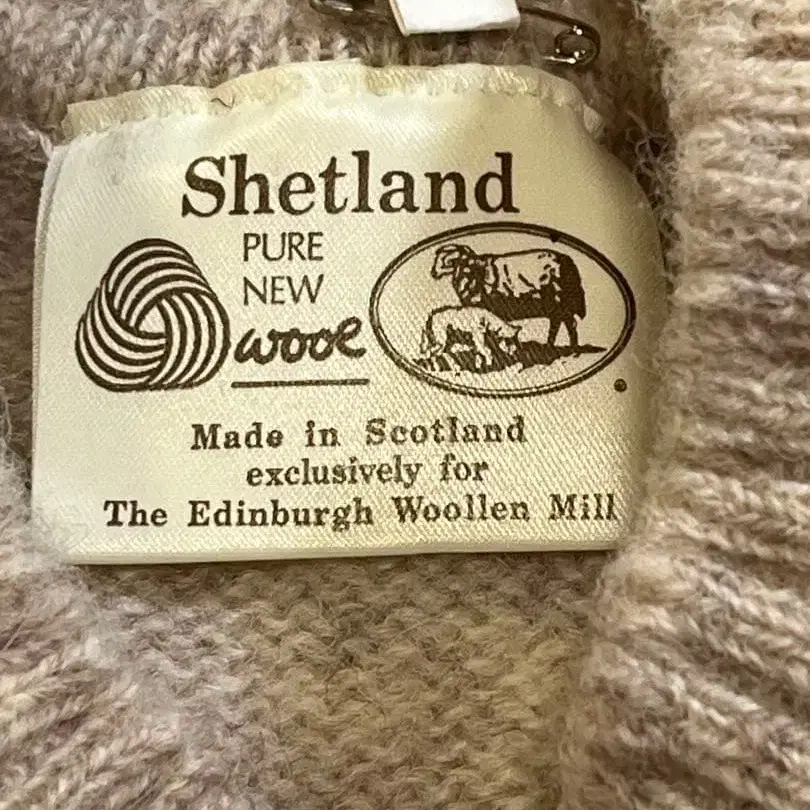 Shetland
PURE
NEW
wool
Made in Scotland
exclusively for
The Edinburgh Woollen Mill